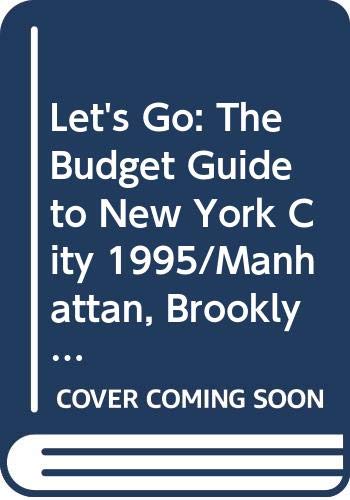 Let's Go: The
Budget Guide
to New York C
ity 1995/Manh
attan, Brookly
...
COVER COMING SOON